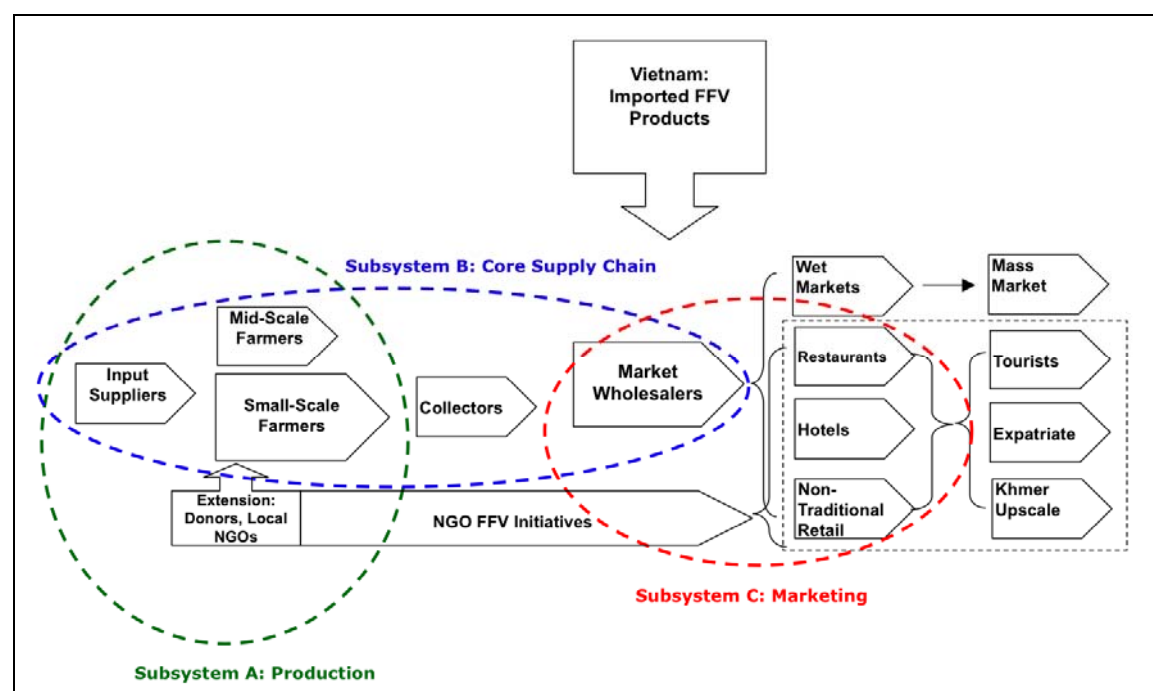 Vietnam:
Imported FFV
Products
Subsystem B: Core Supply Chain
Wet
Markets
Mass
Market
Mid-Scale
Farmers
Input
Suppliers
Small-Scale
Farmers
Collectors
Market
Wholesalers
Restaurants
Tourists
Hotels
Expatriate
Extension:
Donors, Local
NGOs
NGO FFV Initiatives
Non-
Traditional
Retail
Khmer
Upscale
Subsystem C: Marketing
Subsystem A: Production